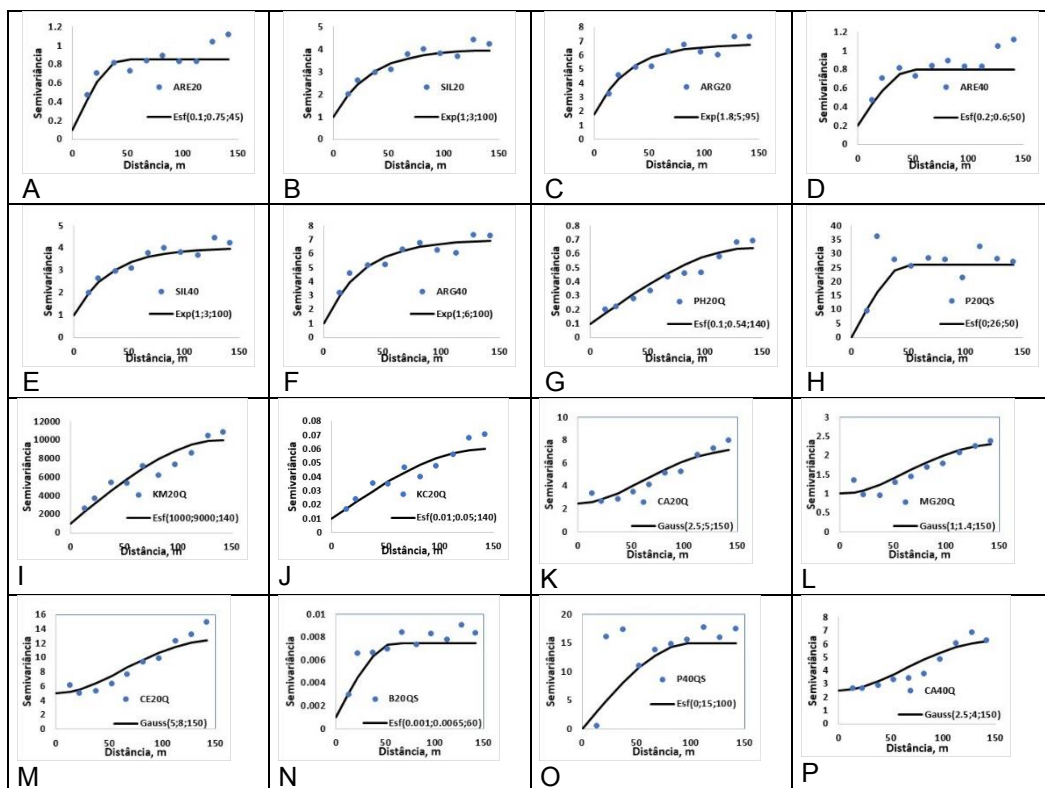 1.2
1
0.8
0.6
0.4
0.2
0
Semivariância
ARE20
Esf(0.1;0.75;45)
0 50 100 150
Distância, m
A
5
4
3
2
1
0
Semivariância
SIL20
Exp(1;3;100)
0 50 100 150
Distância, m
B
8
7
6
5
4
3
2
1
0
Semivariância
ARG20
Exp(1.8;5;95)
0 50 100 150
Distância, m
C
1.2
1
0.8
0.6
0.4
0.2
0
Semivariância
ARE40
Esf(0.2;0.6;50)
0 50 100 150
Distância, m
D
5
4
3
2
1
0
Semivariância
SIL40
Exp(1;3;100)
0 50 100 150
Distância, m
E
8
7
6
5
4
3
2
1
0
Semivariância
ARG40
Exp(1;6;100)
0 50 100 150
Distância, m
F
0.8
0.7
0.6
0.5
0.4
0.3
0.2
0.1
Semivariância
PH20Q
Esf(0.1;0.54;140)
0 50 100 150
Distância, m
G
40
35
30
25
20
15
10
5
0
Semivariância
P20QS
Esf(0;26;50)
0 50 100 150
Distância, m
H
12000
10000
8000
6000
4000
2000
0
Semivariância
KM20Q
Esf(1000;9000;140)
0 50 100 150
Distância, m
I
0.08
0.07
0.06
0.05
0.04
0.03
0.02
0.01
Semivariância
KC20Q
Esf(0.01;0.05;140)
0 50 100 150
Distância, m
J
10
8
6
4
2
0
Semivariância
CA20Q
Gauss(2.5;5;150)
0 50 100 150
Distância, m
K
3
2.5
2
1.5
1
0.5
0
Semivariância
MG20Q
Gauss(1;1.4;150)
0 50 100 150
Distância, m
L
16
14
12
10
8
6
4
2
0
Semivariância
CE20Q
Gauss(5;8;150)
0 50 100 150
Distância, m
M
0.01
0.008
0.006
0.004
0.002
0
Semivariância
B20QS
Esf(0.001;0.0065;60)
0 50 100 150
Distância, m
N
20
15
10
5
0
Semivariância
P40QS
Esf(0;15;100)
0 50 100 150
Distância, m
O
8
7
6
5
4
3
2
1
0
Semivariância
CA40Q
Gauss(2.5;4;150)
0 50 100 150
Distância, m
P